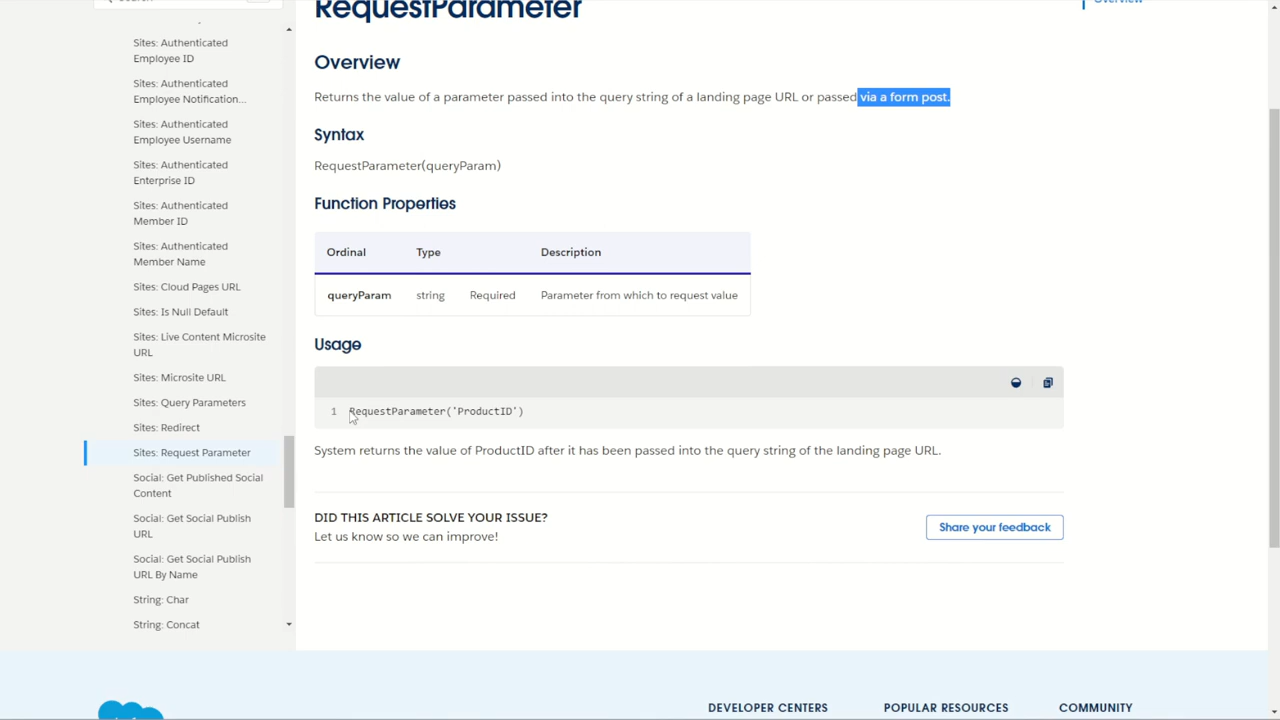 RequestParameter
Overview
Sites: Authenticated
Employee ID
Sites: Authenticated
Employee Notification...
Sites: Authenticated
Employee Username
Sites: Authenticated
Enterprise ID
Sites: Authenticated
Member ID
Sites: Authenticated
Member Name
Sites: Cloud Pages URL
Sites: Is Null Default
Sites: Live Content Microsite
URL
Sites: Microsite URL
Sites: Query Parameters
Sites: Redirect
Sites: Request Parameter
Social: Get Published Social
Content
Social: Get Social Publish
URL
Social: Get Social Publish
URL By Name
String: Char
String: Concat
Overview
Returns the value of a parameter passed into the query string of a landing page URL or passed via a form post.
Syntax
RequestParameter(queryParam)
Function Properties
Ordinal Type Description
queryParam string Required Parameter from which to request value
Usage
1 RequestParameter('ProductID')
System returns the value of ProductID after it has been passed into the query string of the landing page URL.
DID THIS ARTICLE SOLVE YOUR ISSUE?
Let us know so we can improve!
Share your feedback
DEVELOPER CENTERS POPULAR RESOURCES COMMUNITY